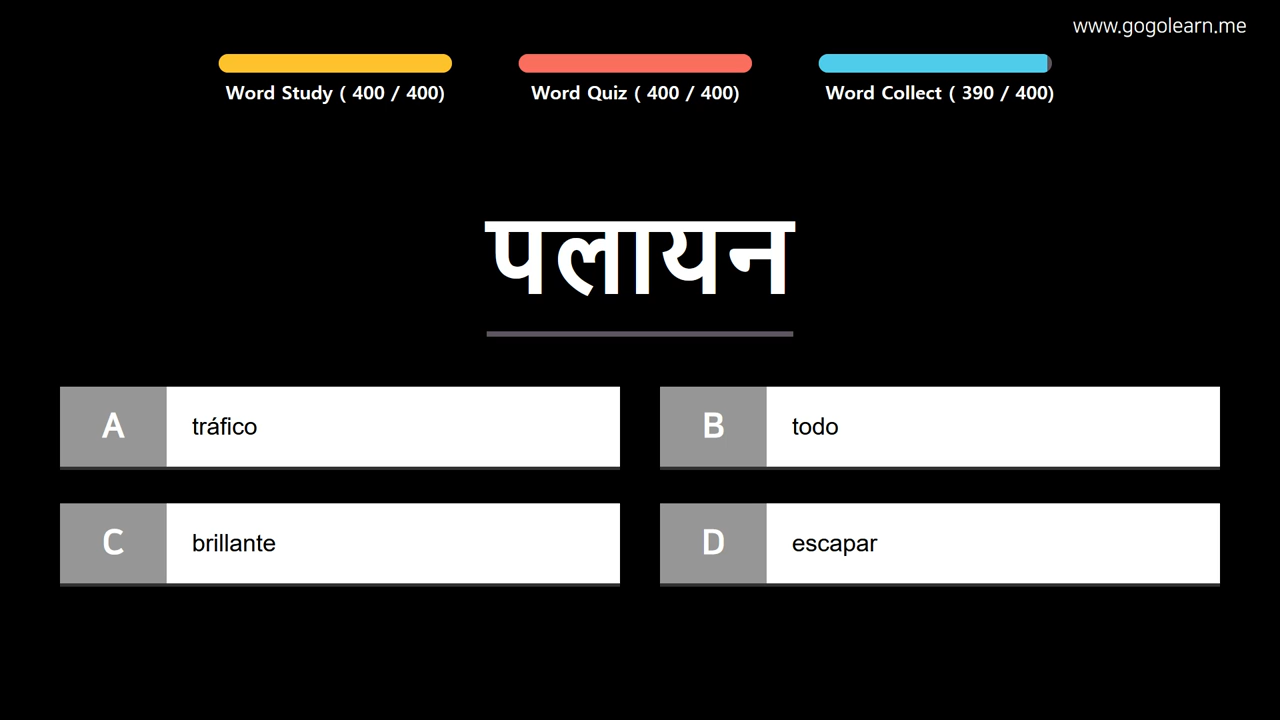 www.gogolearn.me
Word Study ( 400 / 400)
Word Quiz ( 400 / 400)
Word Collect ( 390 / 400)
पलायन
A
tráfico
B
todo
C
brillante
D
escapar